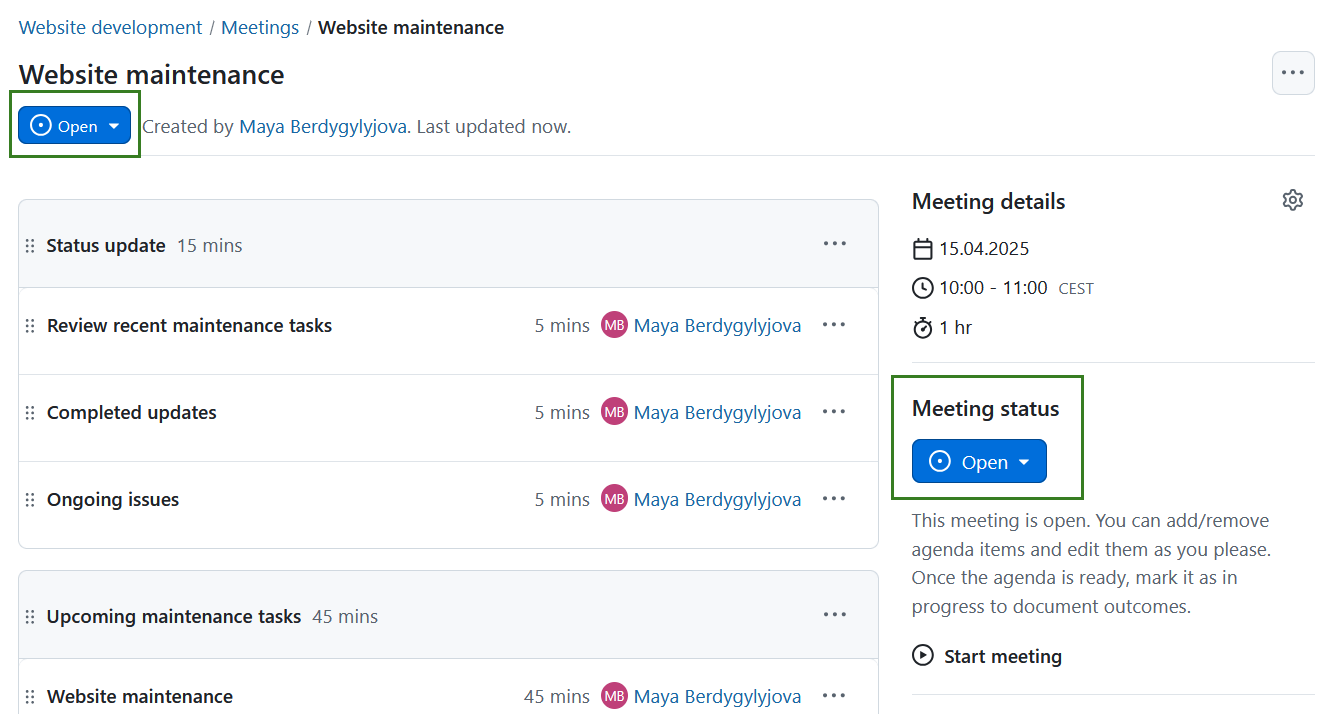 Website development / Meetings / Website maintenance
Website maintenance
Open Created by Maya Berdygylyjova. Last updated now.
Status update 15 mins
Review recent maintenance tasks 5 mins MB Maya Berdygylyjova
Completed updates 5 mins MB Maya Berdygylyjova
Ongoing issues 5 mins MB Maya Berdygylyjova
Upcoming maintenance tasks 45 mins
Website maintenance 45 mins MB Maya Berdygylyjova
Meeting details
15.04.2025
10:00 - 11:00 CEST
1 hr
Meeting status
Open
This meeting is open. You can add/remove
agenda items and edit them as you please.
Once the agenda is ready, mark it as in
progress to document outcomes.
Start meeting